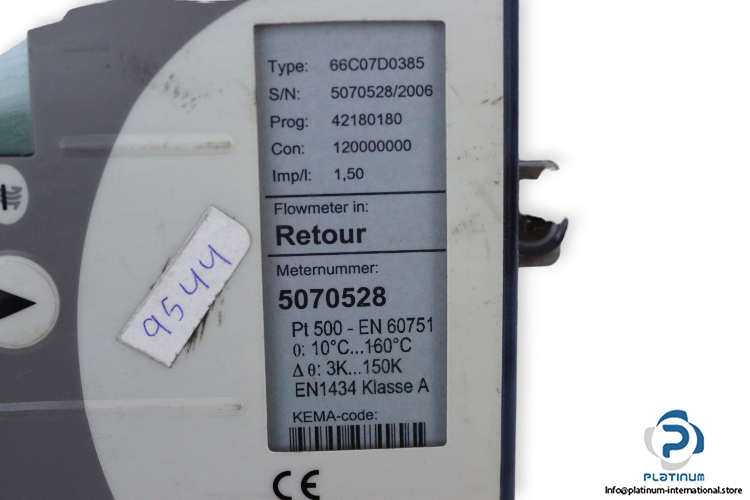 Type: 66C07D0385
S/N: 5070528/2006
Prog: 42180180
Con: 120000000
Imp/l: 1,50
Flowmeter in:
Retour
Meternummer:
5070528
Pt 500 - EN 60751
θ: 10°C...160°C
Δ θ: 3K...150K
EN1434 Klasse A
KEMA-code:
CE
9544
PLATINUM
Info@platinum-international.store